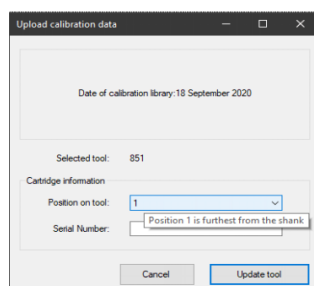 Upload calibration data
Date of calibration library:18 September 2020
Selected tool: 851
Cartridge information
Position on tool: 1
Position 1 is furthest from the shank
Serial Number:
Cancel Update tool